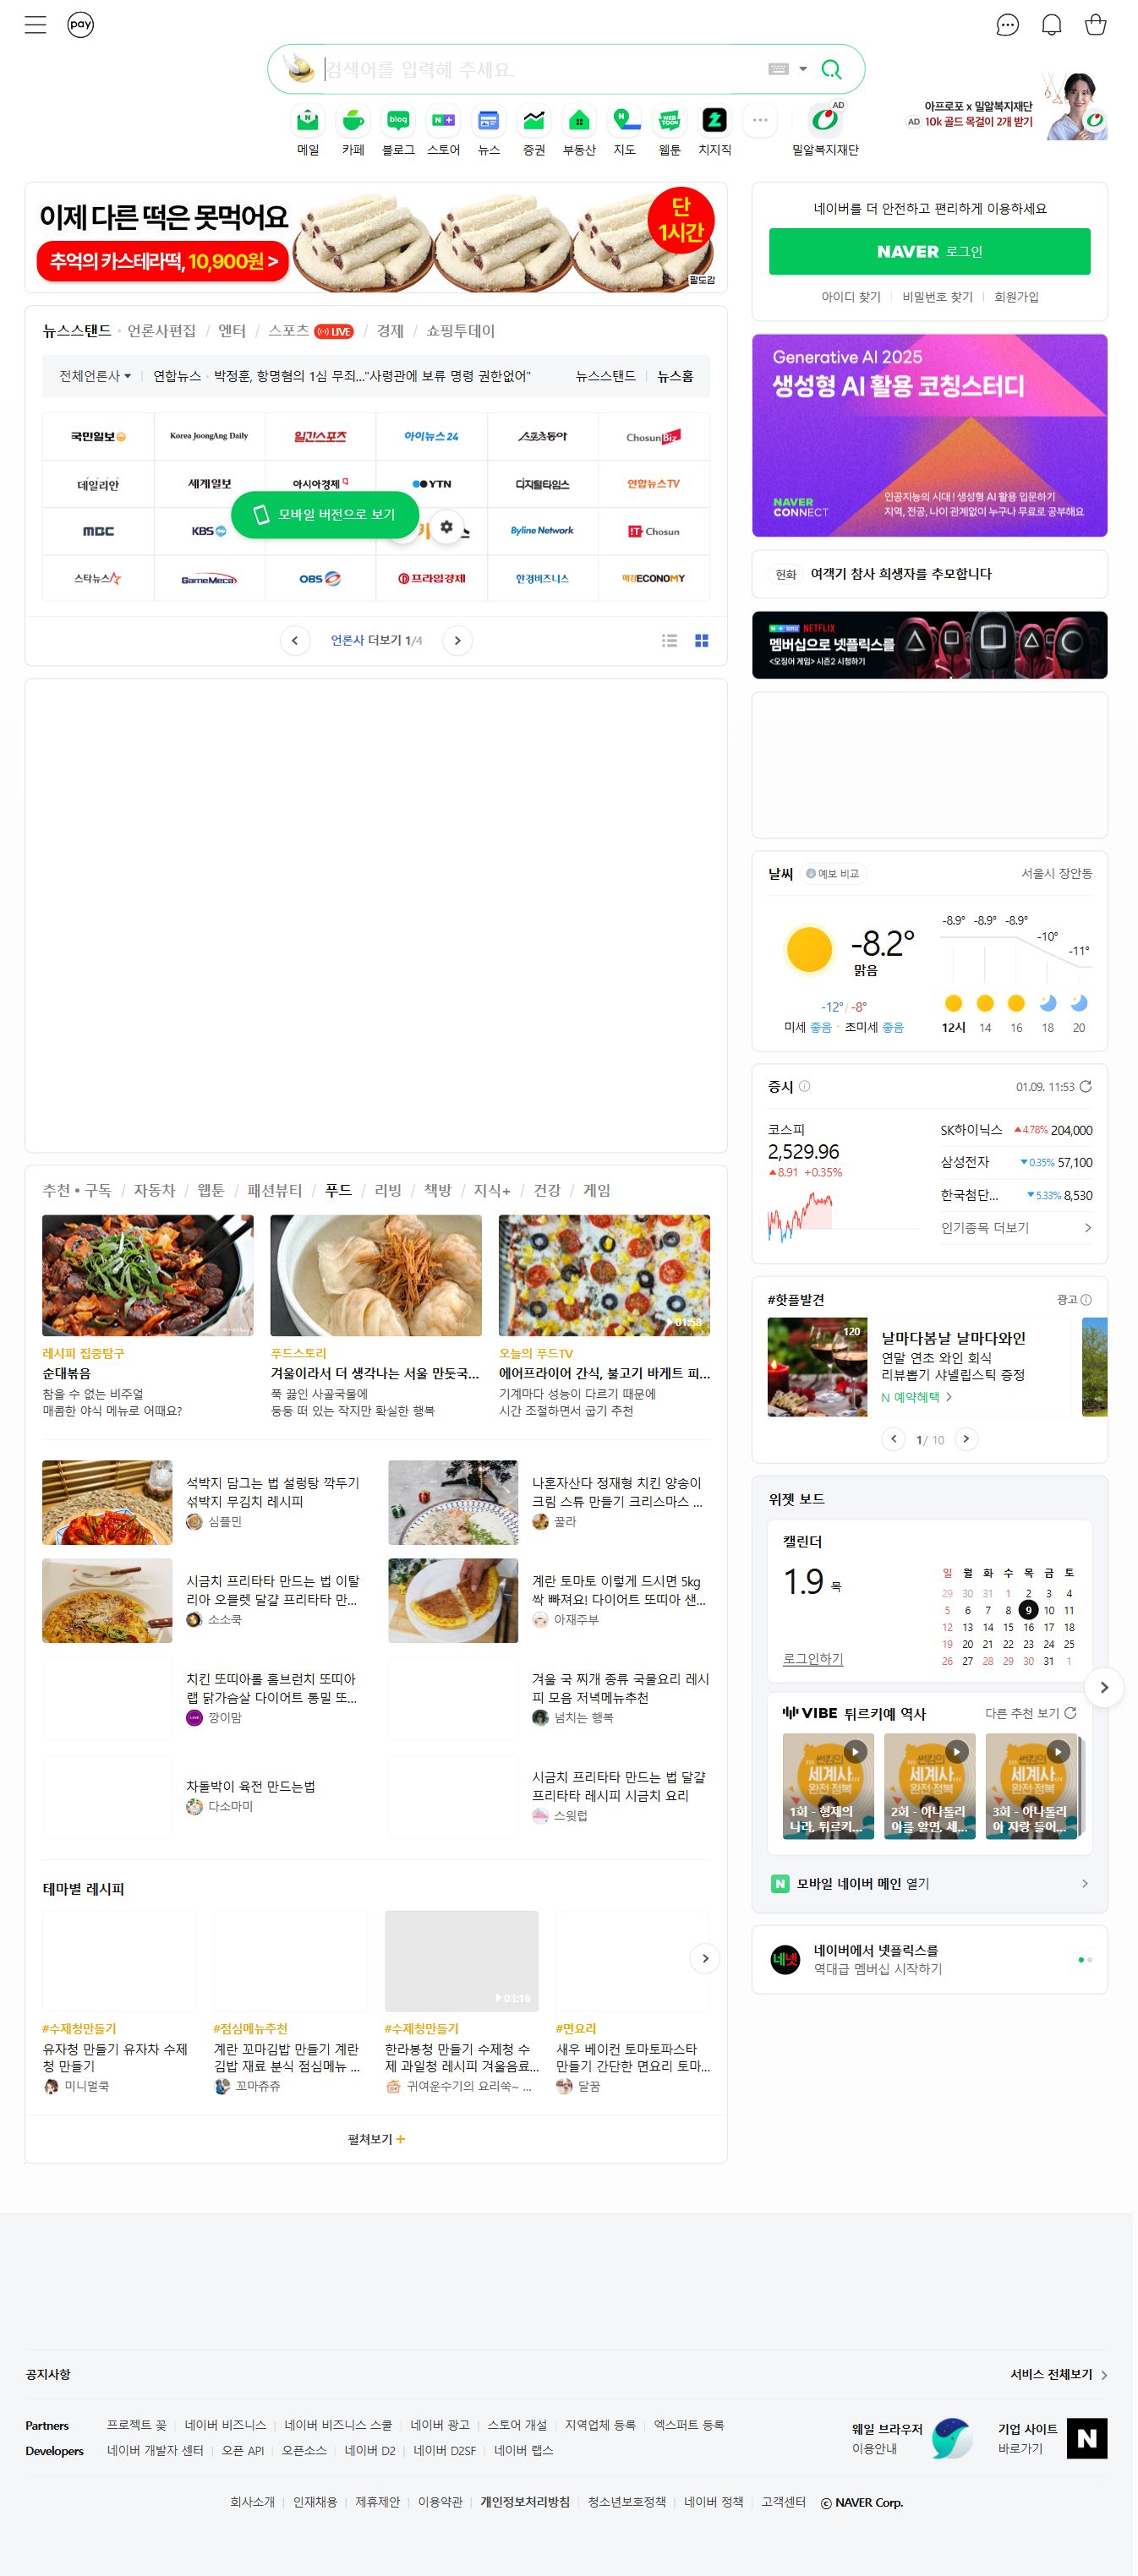 pay
검색어를 입력해 주세요.
메일
카페
블로그
스토어
뉴스
증권
부동산
지도
웹툰
치지직
AD
밀알복지재단
아프로포 x 밀알복지재단
AD 10k 골드 목걸이 2개 받기
이제 다른 떡은 못먹어요
추억의 카스테라떡, 10,900원 >
단
1시간
팔도감
네이버를 더 안전하고 편리하게 이용하세요
NAVER 로그인
아이디 찾기 비밀번호 찾기 회원가입
뉴스스탠드 · 언론사편집 / 엔터 / 스포츠 LIVE / 경제 / 쇼핑투데이
전체언론사 연합뉴스 · 박정훈, 항명혐의 1심 무죄..."사령관에 보류 명령 권한없어" 뉴스스탠드 뉴스홈
국민일보 Korea JoongAng Daily 일간스포츠 아이뉴스24 스포츠동아 ChosunBiz
데일리안 세계일보 아시아경제 YTN 디지털타임스 연합뉴스TV
MBC KBS Byline Network IT Chosun
모바일 버전으로 보기
스타뉴스 GameMeca OBS 프라임경제 한경비즈니스 매경ECONOMY
언론사 더보기 1/4
Generative AI 2025
생성형 AI 활용 코칭스터디
NAVER
CONNECT
인공지능의 시대! 생성형 AI 활용 입문하기
지역, 전공, 나이 관계없이 누구나 무료로 공부해요
헌화 여객기 참사 희생자를 추모합니다
NETFLIX
멤버십으로 넷플릭스를
<오징어 게임> 시즌2 시청하기
날씨 예보 비교 서울시 장안동
-8.2°
맑음
-12° / -8°
미세 좋음 · 초미세 좋음
-8.9° -8.9° -8.9° -10° -11°
12시 14 16 18 20
증시 01.09. 11:53
코스피
2,529.96
8.91 +0.35%
SK하이닉스 4.78% 204,000
삼성전자 0.35% 57,100
한국첨단... 5.33% 8,530
인기종목 더보기
추천 • 구독 / 자동차 / 웹툰 / 패션뷰티 / 푸드 / 리빙 / 책방 / 지식+ / 건강 / 게임
01:58
레시피 집중탐구
순대볶음
참을 수 없는 비주얼
매콤한 야식 메뉴로 어때요?
푸드스토리
겨울이라서 더 생각나는 서울 만둣국...
푹 끓인 사골국물에
둥둥 떠 있는 작지만 확실한 행복
오늘의 푸드TV
에어프라이어 간식, 불고기 바게트 피...
기계마다 성능이 다르기 때문에
시간 조절하면서 굽기 추천
석박지 담그는 법 설렁탕 깍두기
섞박지 무김치 레시피
심플민
나혼자산다 정재형 치킨 양송이
크림 스튜 만들기 크리스마스 ...
꿀라
시금치 프리타타 만드는 법 이탈
리아 오믈렛 달걀 프리타타 만...
소소쿡
계란 토마토 이렇게 드시면 5kg
싹 빠져요! 다이어트 또띠아 샌...
아재주부
치킨 또띠아롤 홈브런치 또띠아
랩 닭가슴살 다이어트 통밀 또...
깡이맘
겨울 국 찌개 종류 국물요리 레시
피 모음 저녁메뉴추천
넘치는 행복
차돌박이 육전 만드는법
다소마미
시금치 프리타타 만드는 법 달걀
프리타타 레시피 시금치 요리
스윗럽
테마별 레시피
03:16
#수제청만들기
유자청 만들기 유자차 수제
청 만들기
미니멀쿡
#점심메뉴추천
계란 꼬마김밥 만들기 계란
김밥 재료 분식 점심메뉴 ...
꼬마츄츄
#수제청만들기
한라봉청 만들기 수제청 수
제 과일청 레시피 겨울음료...
귀여운수기의 요리쑥~ ...
#면요리
새우 베이컨 토마토파스타
만들기 간단한 면요리 토마...
달꿈
펼쳐보기 +
#핫플발견 광고
120
날마다봄날 날마다와인
연말 연초 와인 회식
리뷰뽑기 샤넬립스틱 증정
N 예약혜택
1 / 10
위젯 보드
캘린더
1.9 목
로그인하기
일 월 화 수 목 금 토
29 30 31 1 2 3 4
5 6 7 8 9 10 11
12 13 14 15 16 17 18
19 20 21 22 23 24 25
26 27 28 29 30 31 1
VIBE 튀르키예 역사 다른 추천 보기
썬킴의
세계사
완전·정복
1회 - 형제의
나라, 튀르키...
썬킴의
세계사
완전·정복
2회 - 아나톨리
아를 알면, 세...
썬킴의
세계사
완전·정복
3회 - 아나톨리
아 자랑 들어...
N 모바일 네이버 메인 열기
네넷
네이버에서 넷플릭스를
역대급 멤버십 시작하기
공지사항 서비스 전체보기
Partners 프로젝트 꽃 네이버 비즈니스 네이버 비즈니스 스쿨 네이버 광고 스토어 개설 지역업체 등록 엑스퍼트 등록
Developers 네이버 개발자 센터 오픈 API 오픈소스 네이버 D2 네이버 D2SF 네이버 랩스
웨일 브라우저
이용안내
기업 사이트
바로가기
N
회사소개 인재채용 제휴제안 이용약관 개인정보처리방침 청소년보호정책 네이버 정책 고객센터 ⓒ NAVER Corp.